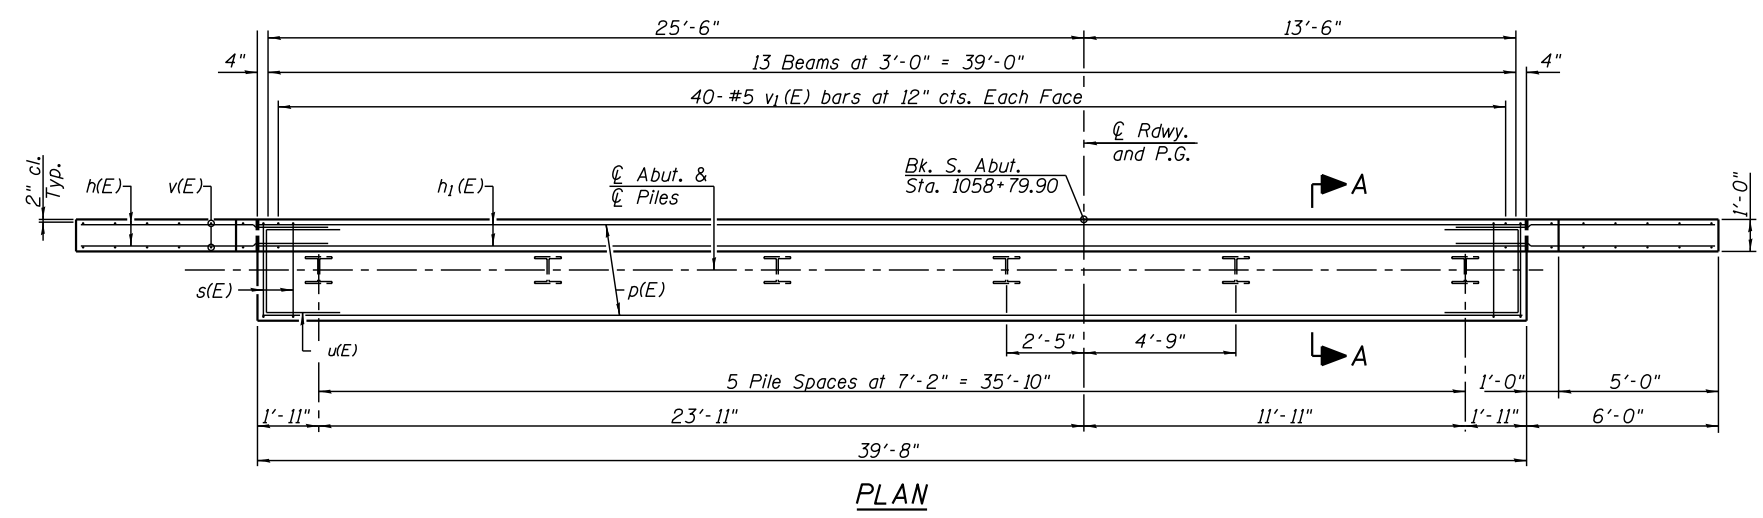 25'-6" 13'-6"
4" 13 Beams at 3'-0" = 39'-0" 4"
40- #5 v1(E) bars at 12" cts. Each Face
℄ Rdwy.
and P.G.
2" cl.
Typ.
h(E) v(E) h1(E)
℄ Abut. &
℄ Piles
Bk. S. Abut.
Sta. 1058+79.90
A
1'-0"
s(E) p(E)
u(E)
2'-5" 4'-9" A
5 Pile Spaces at 7'-2" = 35'-10" 1'-0" 5'-0"
1'-11" 23'-11" 11'-11" 1'-11" 6'-0"
39'-8"
PLAN